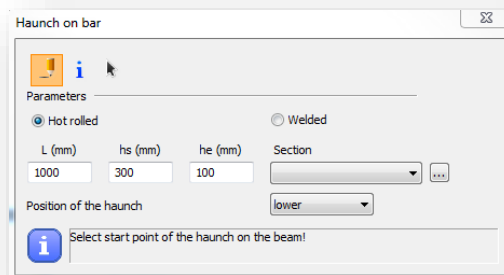 Haunch on bar
Parameters
Hot rolled Welded
L (mm) hs (mm) he (mm) Section
1000 300 100 ...
Position of the haunch lower
Select start point of the haunch on the beam!